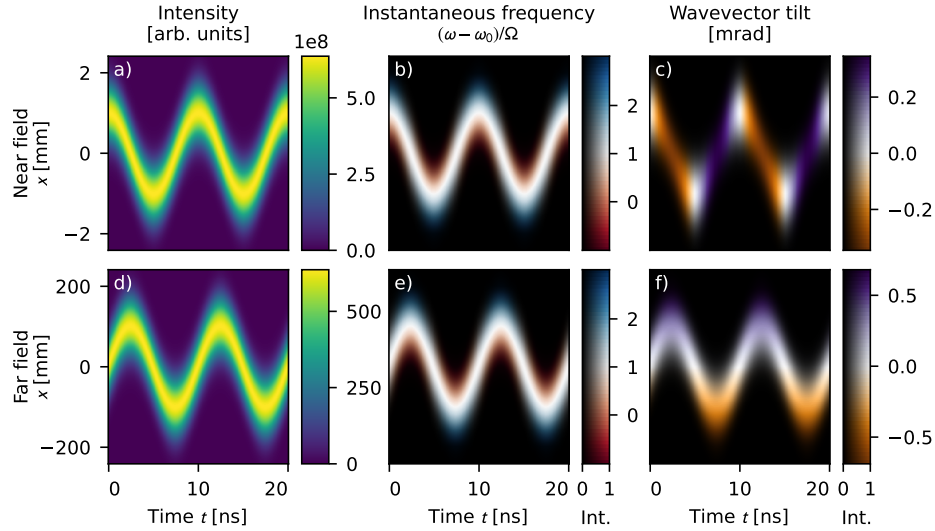 Intensity
[arb. units]
Instantaneous frequency
(ω − ω₀)/Ω
Wavevector tilt
[mrad]
1e8
a)
b)
c)
Near field
x [mm]
2
0
−2
5.0
2.5
0.0
2
1
0
0.2
0.0
−0.2
d)
e)
f)
Far field
x [mm]
200
0
−200
500
250
0
2
1
0
0.5
0.0
−0.5
0 10 20
0 10 20
0 1
0 10 20
0 1
Time t [ns]
Time t [ns]
Int.
Time t [ns]
Int.